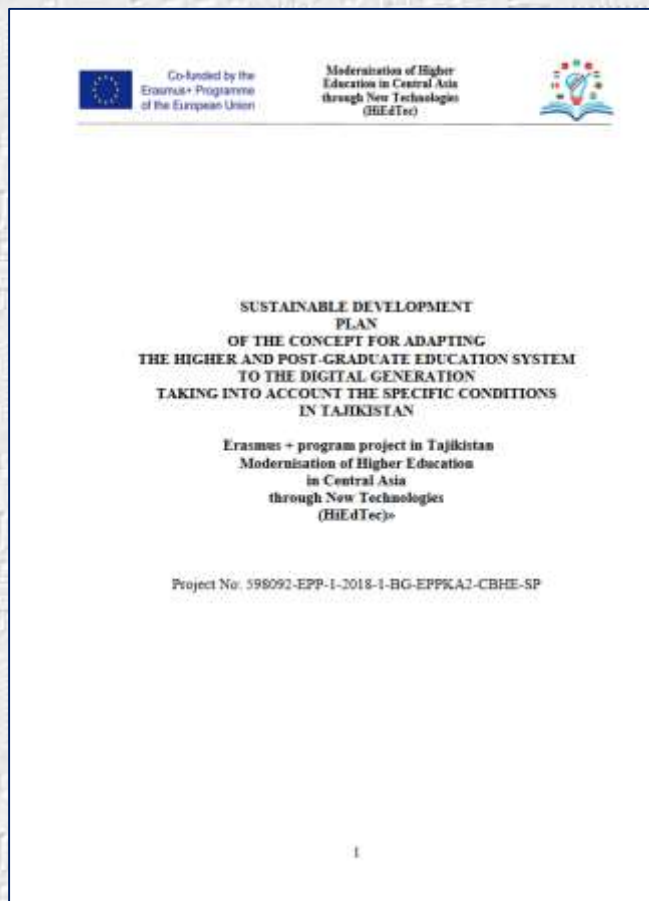 Co-funded by the
Erasmus+ Programme
of the European Union
Modernisation of Higher
Education in Central Asia
through New Technologies
(HiEdTec)
SUSTAINABLE DEVELOPMENT
PLAN
OF THE CONCEPT FOR ADAPTING
THE HIGHER AND POST-GRADUATE EDUCATION SYSTEM
TO THE DIGITAL GENERATION
TAKING INTO ACCOUNT THE SPECIFIC CONDITIONS
IN TAJIKISTAN
Erasmus + program project in Tajikistan
Modernisation of Higher Education
in Central Asia
through New Technologies
(HiEdTec)»
Project No: 598092-EPP-1-2018-1-BG-EPPKA2-CBHE-SP
1